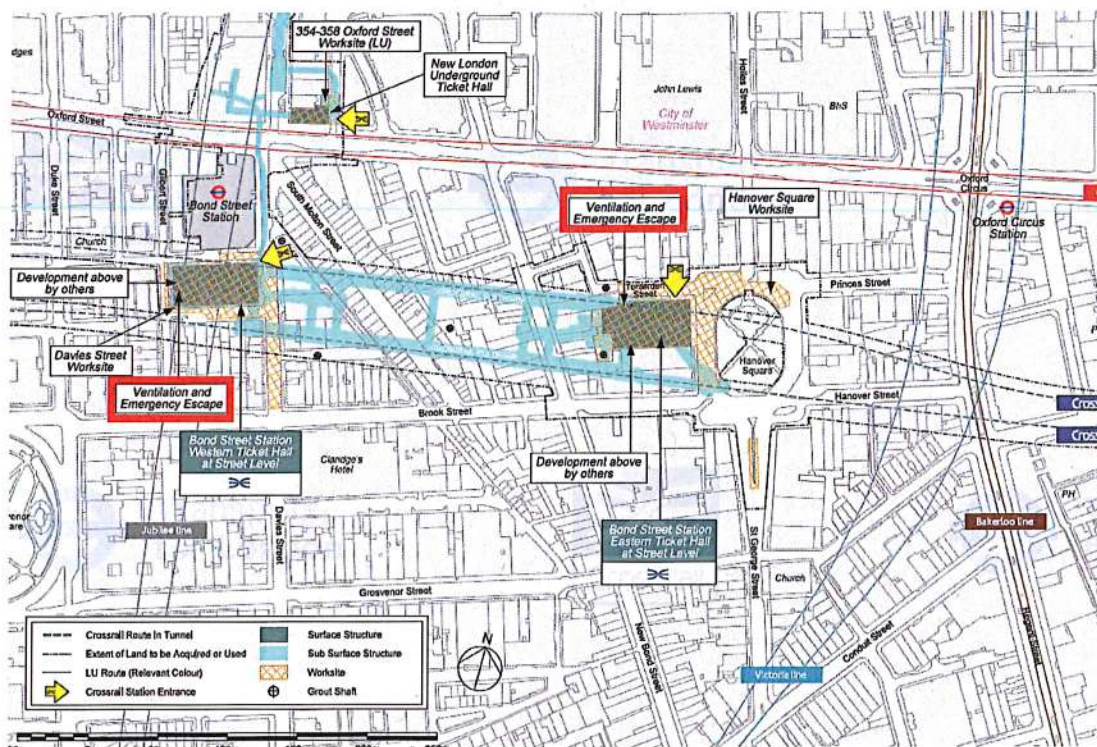 354-358 Oxford Street
Worksite (LU)
New London
Underground
Ticket Hall
John Lewis
City of
Westminster
Holles Street
BhS
Oxford Street
Duke Street
Gilbert Street
Bond Street
Station
South Molton Street
Ventilation and
Emergency Escape
Hanover Square
Worksite
Oxford
Circus
Oxford Circus
Station
Church
Development above
by others
Tenterden
Street
Princes Street
Davies Street
Worksite
Hanover
Square
Ventilation and
Emergency Escape
Brook Street
Hanover Street
Cross
Cross
Bond Street Station
Western Ticket Hall
at Street Level
Claridge's
Hotel
Development above
by others
Jubilee line
Davies Street
Bond Street Station
Eastern Ticket Hall
at Street Level
St George Street
Bakerloo line
PH
Church
Grosvenor Street
New Bond Street
Conduit Street
Regent Street
Victoria line
Crossrail Route in Tunnel
Extent of Land to be Acquired or Used
LU Route (Relevant Colour)
Crossrail Station Entrance
Surface Structure
Sub Surface Structure
Worksite
Grout Shaft
N